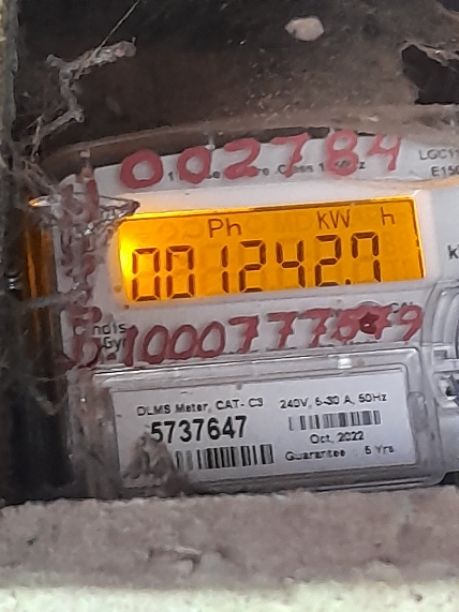 002784
Ph KW h
001242.7
1000777879
DLMS Meter, CAT- C3 240V, 5-30 A, 50Hz
5737647
Oct, 2022
Guarantee : 5 Yrs